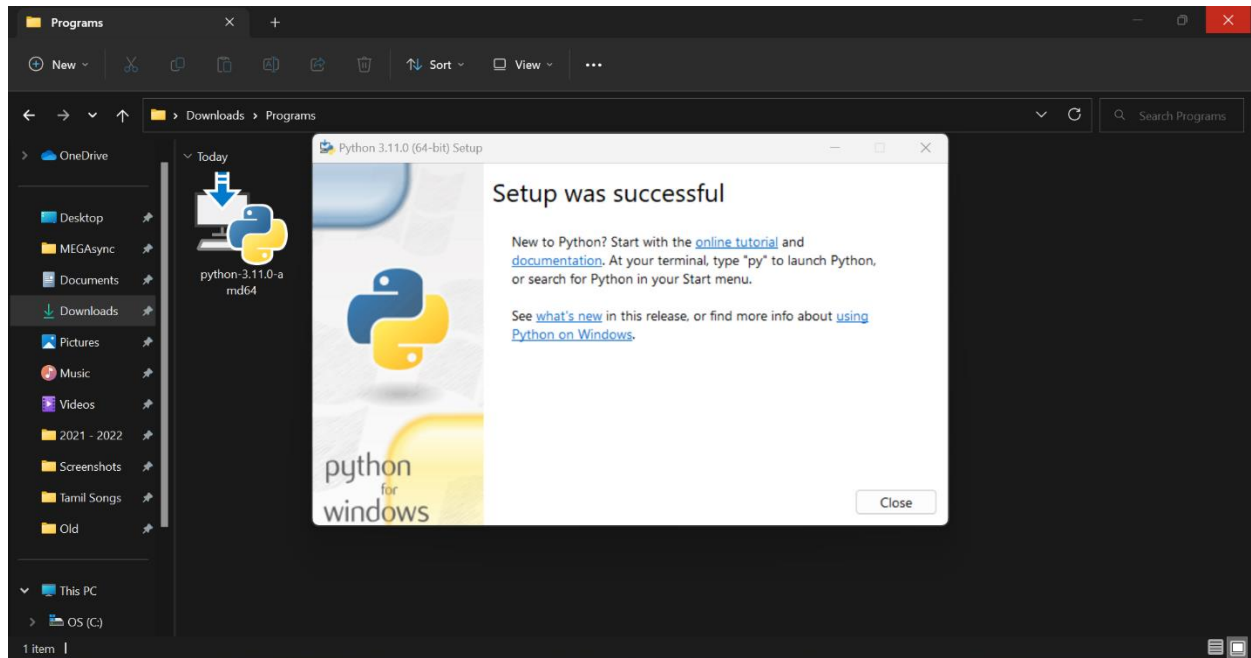 Programs
New
Sort
View
Downloads > Programs
Search Programs
OneDrive
Desktop
MEGAsync
Documents
Downloads
Pictures
Music
Videos
2021 - 2022
Screenshots
Tamil Songs
Old
This PC
OS (C:)
Today
python-3.11.0-a
md64
Python 3.11.0 (64-bit) Setup
Setup was successful
New to Python? Start with the online tutorial and
documentation. At your terminal, type "py" to launch Python,
or search for Python in your Start menu.
See what's new in this release, or find more info about using
Python on Windows.
python
for
windows
Close
1 item